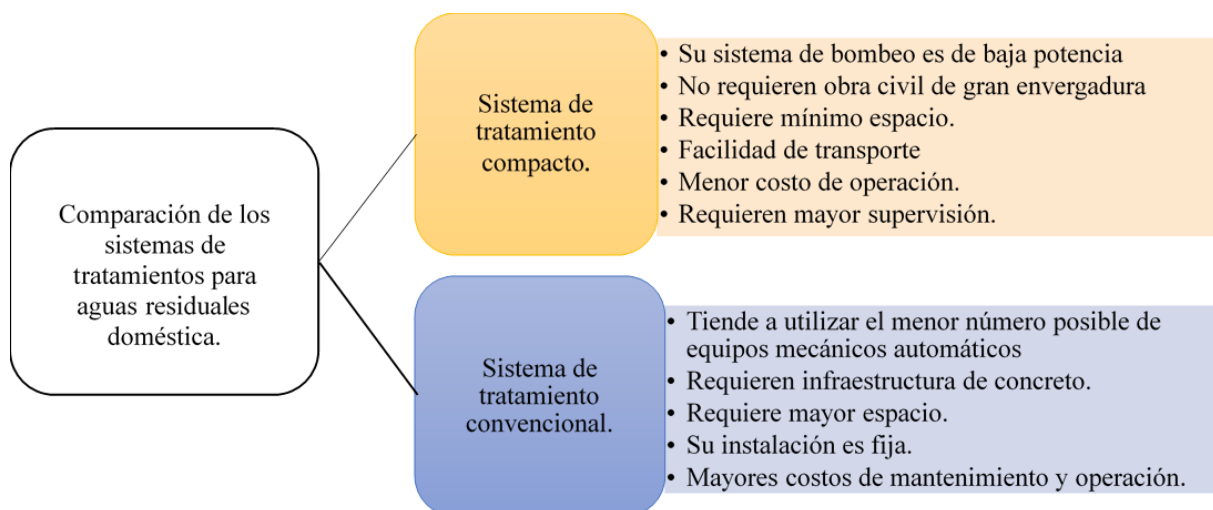 Comparación de los
sistemas de
tratamientos para
aguas residuales
doméstica.
Sistema de
tratamiento
compacto.
• Su sistema de bombeo es de baja potencia
• No requieren obra civil de gran envergadura
• Requiere mínimo espacio.
• Facilidad de transporte
• Menor costo de operación.
• Requieren mayor supervisión.
Sistema de
tratamiento
convencional.
• Tiende a utilizar el menor número posible de
equipos mecánicos automáticos
• Requieren infraestructura de concreto.
• Requiere mayor espacio.
• Su instalación es fija.
• Mayores costos de mantenimiento y operación.